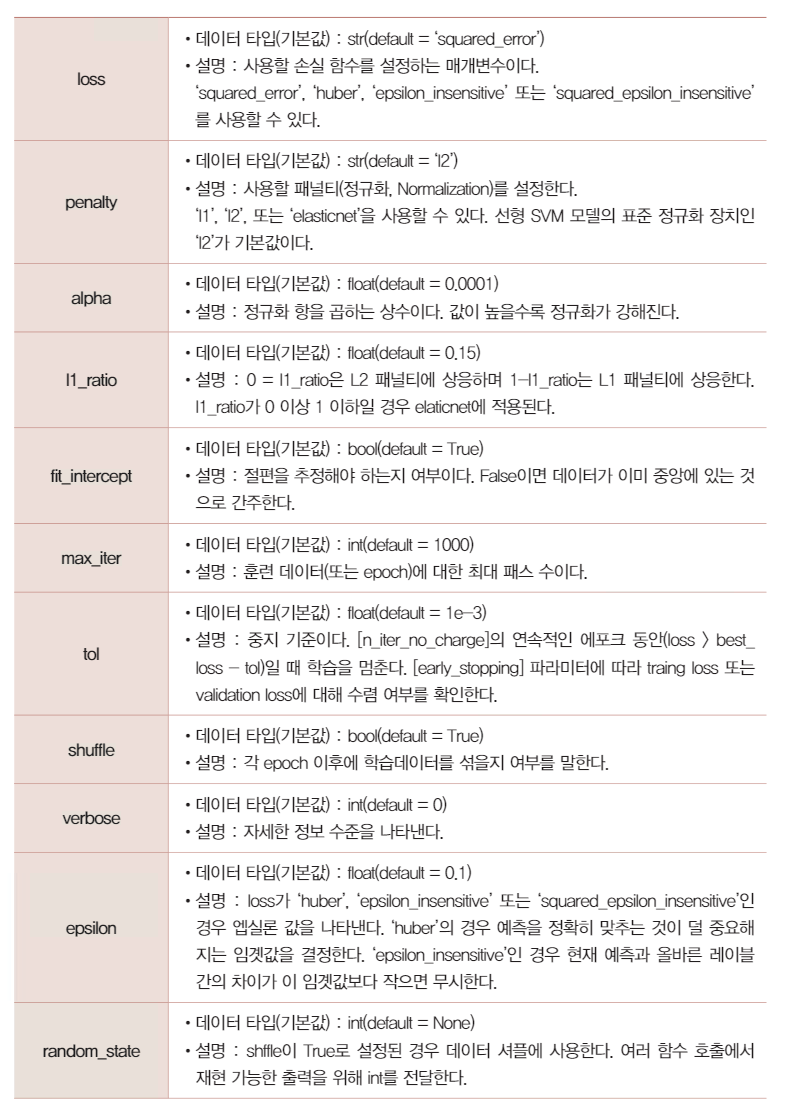 loss
• 데이터 타입(기본값) : str(default = ‘squared_error’)
• 설명 : 사용할 손실 함수를 설정하는 매개변수이다.
‘squared_error’, ‘huber’, ‘epsilon_insensitive’ 또는 ‘squared_epsilon_insensitive’
를 사용할 수 있다.
penalty
• 데이터 타입(기본값) : str(default = ‘l2’)
• 설명 : 사용할 패널티(정규화, Normalization)를 설정한다.
‘l1’, ‘l2’, 또는 ‘elasticnet’을 사용할 수 있다. 선형 SVM 모델의 표준 정규화 장치인
‘l2’가 기본값이다.
alpha
• 데이터 타입(기본값) : float(default = 0.0001)
• 설명 : 정규화 항을 곱하는 상수이다. 값이 높을수록 정규화가 강해진다.
l1_ratio
• 데이터 타입(기본값) : float(default = 0.15)
• 설명 : 0 = l1_ratio은 L2 패널티에 상응하며 1–l1_ratio는 L1 패널티에 상응한다.
l1_ratio가 0 이상 1 이하일 경우 elaticnet에 적용된다.
fit_intercept
• 데이터 타입(기본값) : bool(default = True)
• 설명 : 절편을 추정해야 하는지 여부이다. False이면 데이터가 이미 중앙에 있는 것
으로 간주한다.
max_iter
• 데이터 타입(기본값) : int(default = 1000)
• 설명 : 훈련 데이터(또는 epoch)에 대한 최대 패스 수이다.
tol
• 데이터 타입(기본값) : float(default = 1e–3)
• 설명 : 중지 기준이다. [n_iter_no_charge]의 연속적인 에포크 동안(loss 〉 best_
loss – tol)일 때 학습을 멈춘다. [early_stopping] 파라미터에 따라 traing loss 또는
validation loss에 대해 수렴 여부를 확인한다.
shuffle
• 데이터 타입(기본값) : bool(default = True)
• 설명 : 각 epoch 이후에 학습데이터를 섞을지 여부를 말한다.
verbose
• 데이터 타입(기본값) : int(default = 0)
• 설명 : 자세한 정보 수준을 나타낸다.
epsilon
• 데이터 타입(기본값) : float(default = 0.1)
• 설명 : loss가 ‘huber’, ‘epsilon_insensitive’ 또는 ‘squared_epsilon_insensitive’인
경우 엡실론 값을 나타낸다. ‘huber’의 경우 예측을 정확히 맞추는 것이 덜 중요해
지는 임곗값을 결정한다. ‘epsilon_insensitive’인 경우 현재 예측과 올바른 레이블
간의 차이가 이 임곗값보다 작으면 무시한다.
random_state
• 데이터 타입(기본값) : int(default = None)
• 설명 : shffle이 True로 설정된 경우 데이터 셔플에 사용한다. 여러 함수 호출에서
재현 가능한 출력을 위해 int를 전달한다.